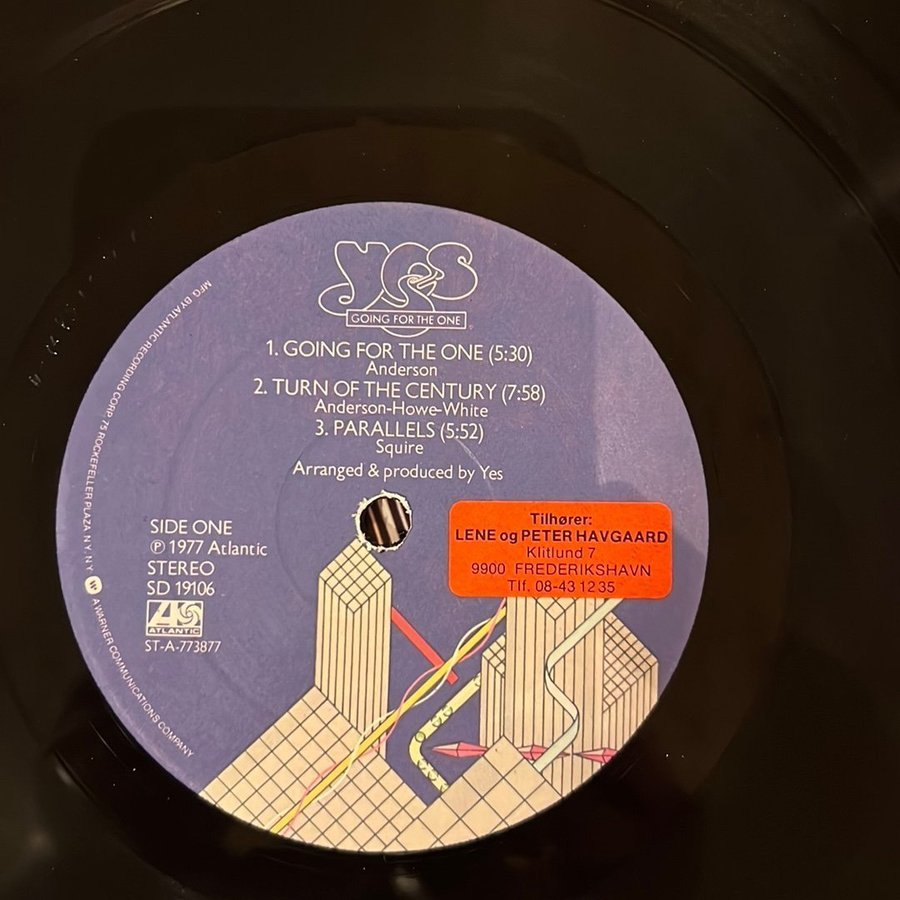 yes
GOING FOR THE ONE
1. GOING FOR THE ONE (5:30)
Anderson
2. TURN OF THE CENTURY (7:58)
Anderson-Howe-White
3. PARALLELS (5:52)
Squire
Arranged & produced by Yes
SIDE ONE
℗ 1977 Atlantic
STEREO
SD 19106
ATLANTIC
ST-A-773877
Tilhører:
LENE og PETER HAVGAARD
Klitlund 7
9900 FREDERIKSHAVN
Tlf. 08-43 12 35
MFG BY ATLANTIC RECORDING CORP. 75 ROCKEFELLER PLAZA, N.Y. N.Y. W A WARNER COMMUNICATIONS COMPANY